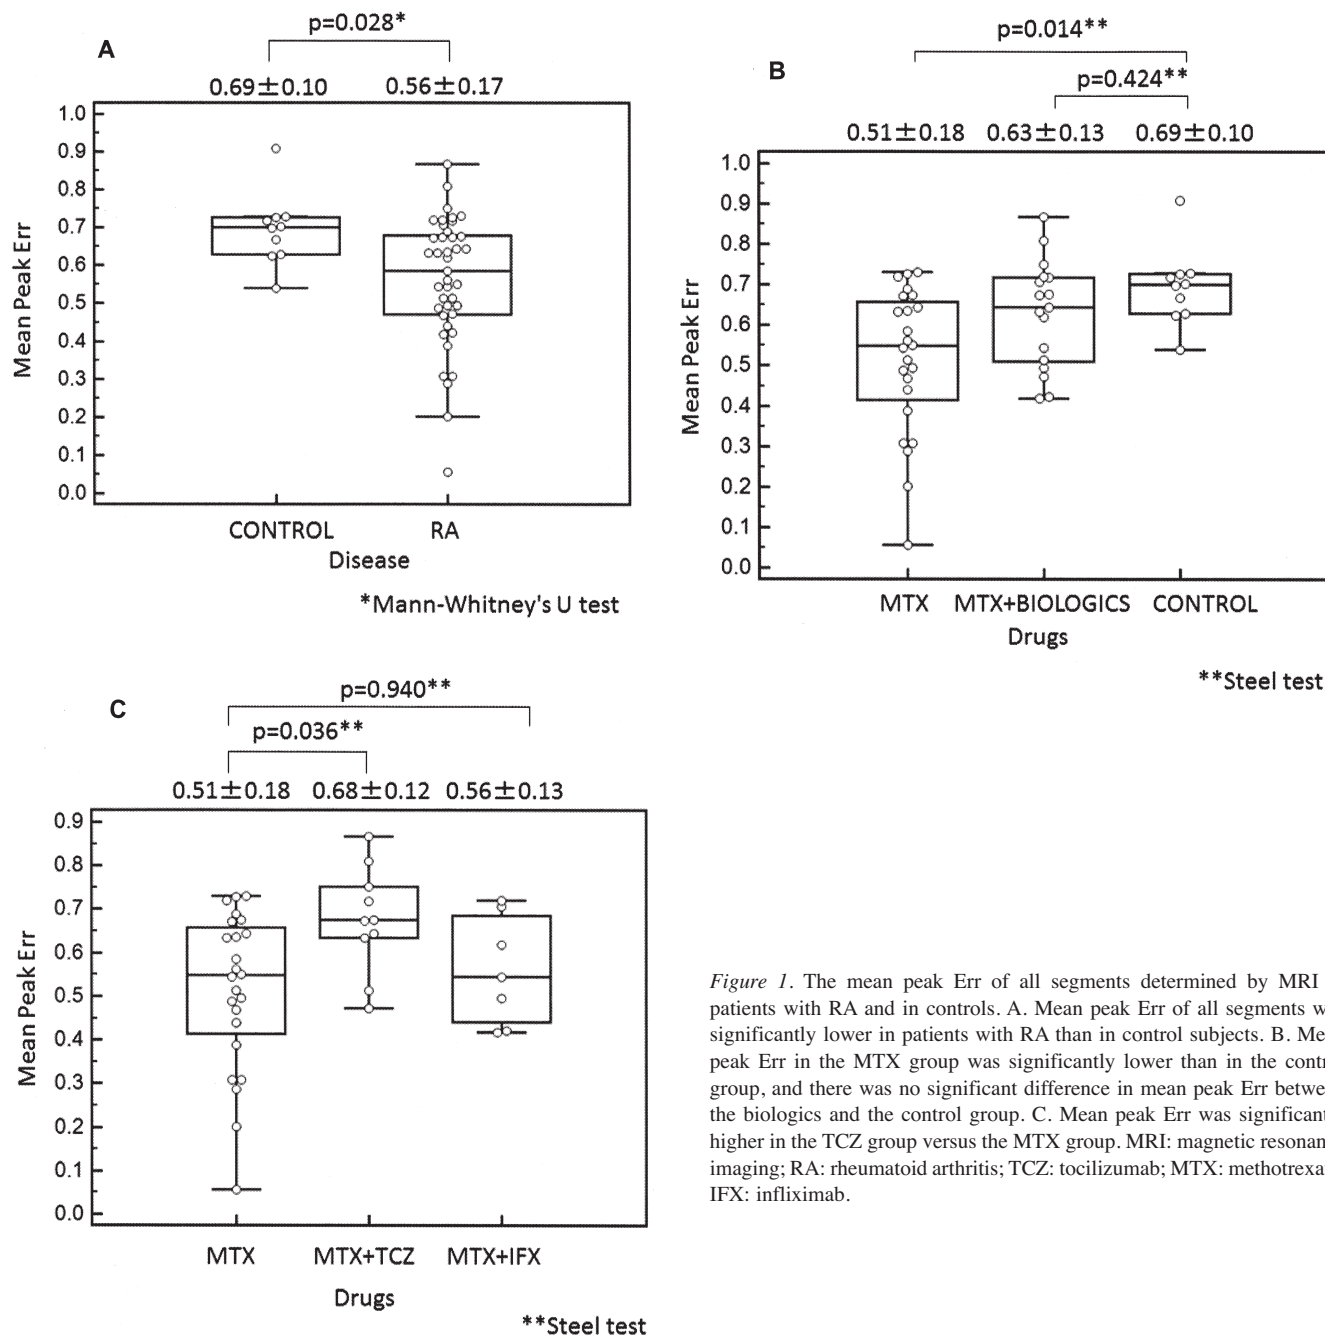 A
p=0.028*
0.69±0.10 0.56±0.17
1.0
0.9
0.8
0.7
0.6
0.5
0.4
0.3
0.2
0.1
0.0
Mean Peak Err
CONTROL RA
Disease
*Mann-Whitney's U test
B
p=0.014**
p=0.424**
0.51±0.18 0.63±0.13 0.69±0.10
1.0
0.9
0.8
0.7
0.6
0.5
0.4
0.3
0.2
0.1
0.0
Mean Peak Err
MTX MTX+BIOLOGICS CONTROL
Drugs
**Steel test
C
p=0.940**
p=0.036**
0.51±0.18 0.68±0.12 0.56±0.13
0.9
0.8
0.7
0.6
0.5
0.4
0.3
0.2
0.1
0.0
Mean Peak Err
MTX MTX+TCZ MTX+IFX
Drugs
**Steel test
Figure 1. The mean peak Err of all segments determined by MRI
patients with RA and in controls. A. Mean peak Err of all segments w
significantly lower in patients with RA than in control subjects. B. Me
peak Err in the MTX group was significantly lower than in the contr
group, and there was no significant difference in mean peak Err betwe
the biologics and the control group. C. Mean peak Err was significant
higher in the TCZ group versus the MTX group. MRI: magnetic resonan
imaging; RA: rheumatoid arthritis; TCZ: tocilizumab; MTX: methotrexa
IFX: infliximab.